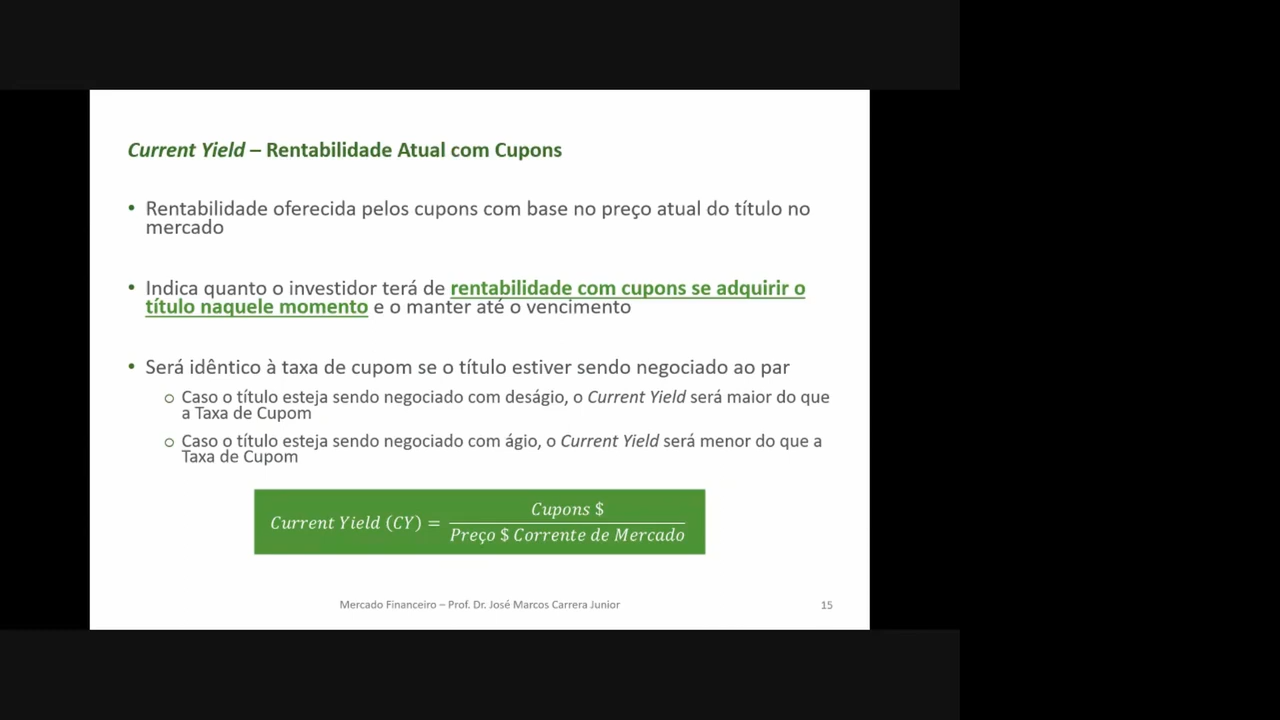 Current Yield – Rentabilidade Atual com Cupons
• Rentabilidade oferecida pelos cupons com base no preço atual do título no
mercado
• Indica quanto o investidor terá de rentabilidade com cupons se adquirir o
título naquele momento e o manter até o vencimento
• Será idêntico à taxa de cupom se o título estiver sendo negociado ao par
o Caso o título esteja sendo negociado com deságio, o Current Yield será maior do que
a Taxa de Cupom
o Caso o título esteja sendo negociado com ágio, o Current Yield será menor do que a
Taxa de Cupom
Cupons $
Current Yield (CY) =
Preço $ Corrente de Mercado
Mercado Financeiro – Prof. Dr. José Marcos Carrera Junior
15